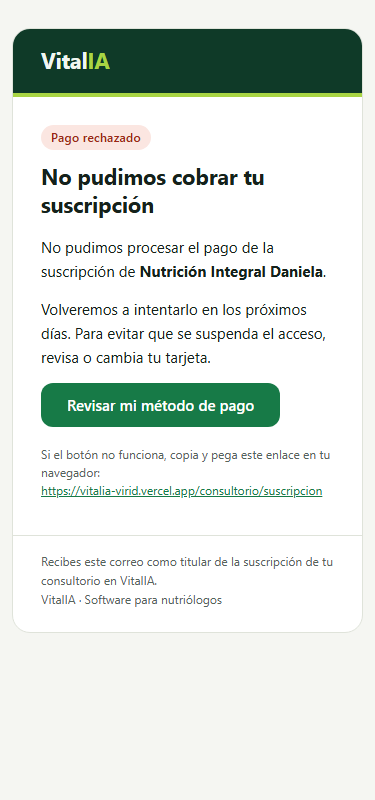 VitalIA
Pago rechazado
No pudimos cobrar tu
suscripción
No pudimos procesar el pago de la
suscripción de Nutrición Integral Daniela.
Volveremos a intentarlo en los próximos
días. Para evitar que se suspenda el acceso,
revisa o cambia tu tarjeta.
Revisar mi método de pago
Si el botón no funciona, copia y pega este enlace en tu
navegador:
https://vitalia-virid.vercel.app/consultorio/suscripcion
Recibes este correo como titular de la suscripción de tu
consultorio en VitalIA.
VitalIA · Software para nutriólogos